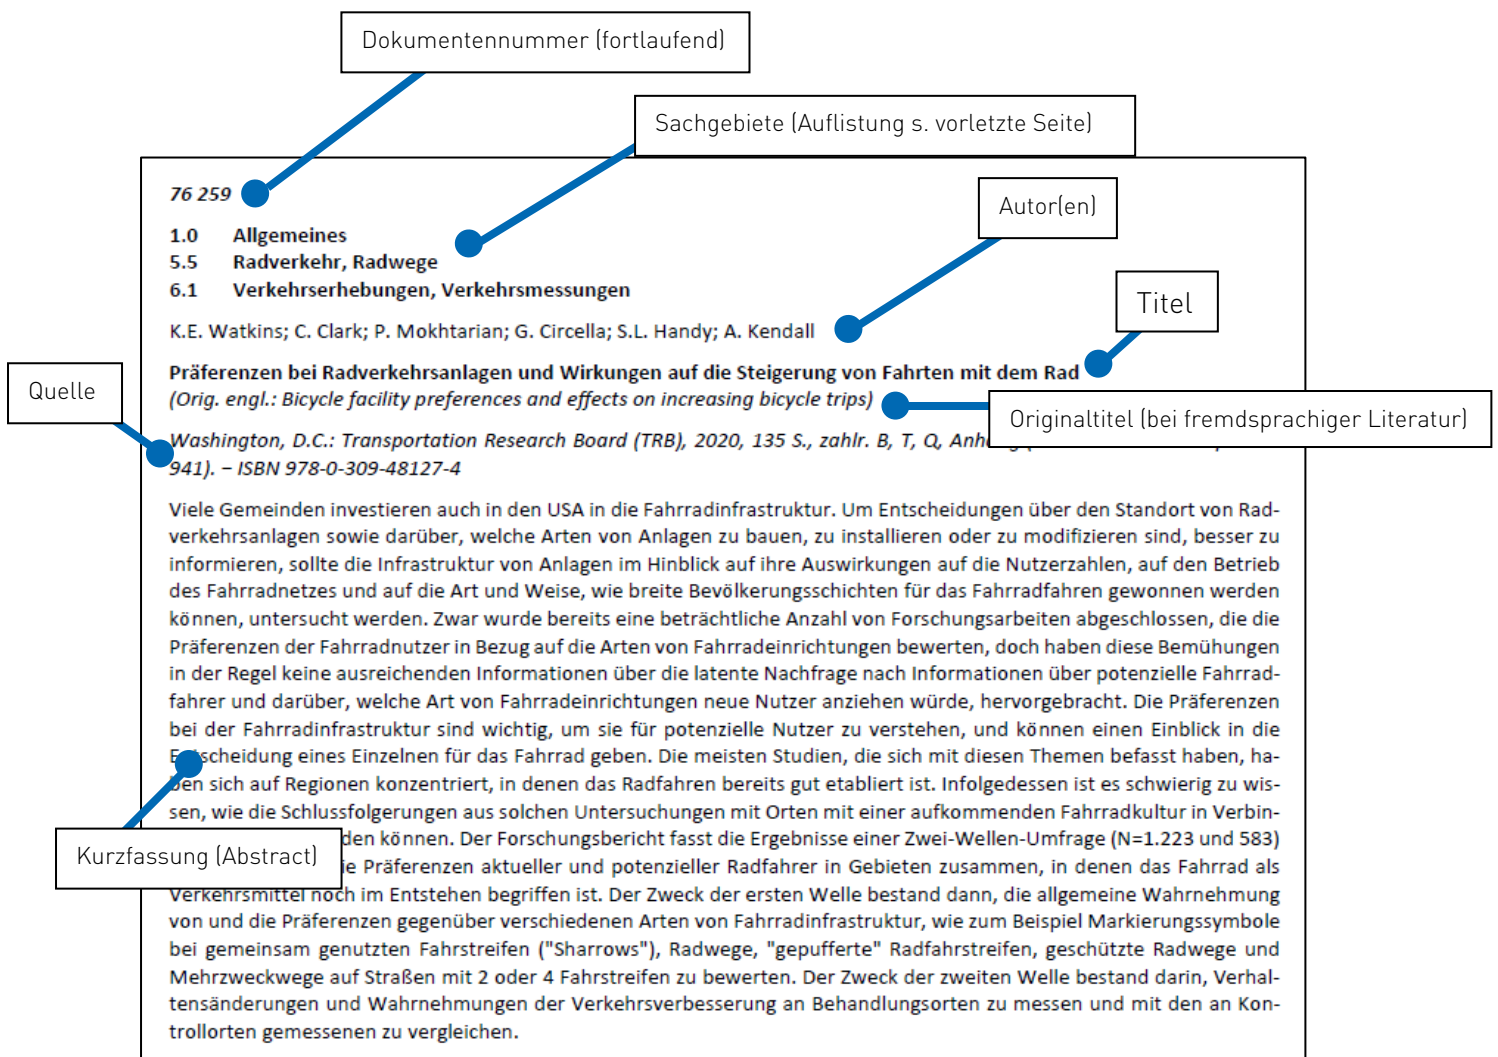 Dokumentennummer (fortlaufend)
Sachgebiete (Auflistung s. vorletzte Seite)
76 259
Autor(en)
1.0 Allgemeines
5.5 Radverkehr, Radwege
6.1 Verkehrserhebungen, Verkehrsmessungen
Titel
K.E. Watkins; C. Clark; P. Mokhtarian; G. Circella; S.L. Handy; A. Kendall
Präferenzen bei Radverkehrsanlagen und Wirkungen auf die Steigerung von Fahrten mit dem Rad
Quelle
(Orig. engl.: Bicycle facility preferences and effects on increasing bicycle trips)
Originaltitel (bei fremdsprachiger Literatur)
Washington, D.C.: Transportation Research Board (TRB), 2020, 135 S., zahlr. B, T, Q,
941). – ISBN 978-0-309-48127-4
Viele Gemeinden investieren auch in den USA in die Fahrradinfrastruktur. Um Entscheidungen über den Standort von Rad-
verkehrsanlagen sowie darüber, welche Arten von Anlagen zu bauen, zu installieren oder zu modifizieren sind, besser zu
informieren, sollte die Infrastruktur von Anlagen im Hinblick auf ihre Auswirkungen auf die Nutzerzahlen, auf den Betrieb
des Fahrradnetzes und auf die Art und Weise, wie breite Bevölkerungsschichten für das Fahrradfahren gewonnen werden
können, untersucht werden. Zwar wurde bereits eine beträchtliche Anzahl von Forschungsarbeiten abgeschlossen, die die
Präferenzen der Fahrradnutzer in Bezug auf die Arten von Fahrradeinrichtungen bewerten, doch haben diese Bemühungen
in der Regel keine ausreichenden Informationen über die latente Nachfrage nach Informationen über potenzielle Fahrrad-
fahrer und darüber, welche Art von Fahrradeinrichtungen neue Nutzer anziehen würde, hervorgebracht. Die Präferenzen
bei der Fahrradinfrastruktur sind wichtig, um sie für potenzielle Nutzer zu verstehen, und können einen Einblick in die
Entscheidung eines Einzelnen für das Fahrrad geben. Die meisten Studien, die sich mit diesen Themen befasst haben, ha-
ben sich auf Regionen konzentriert, in denen das Radfahren bereits gut etabliert ist. Infolgedessen ist es schwierig zu wis-
sen, wie die Schlussfolgerungen aus solchen Untersuchungen mit Orten mit einer aufkommenden Fahrradkultur in Verbin-
den können. Der Forschungsbericht fasst die Ergebnisse einer Zwei-Wellen-Umfrage (N=1.223 und 583)
Kurzfassung (Abstract)
ie Präferenzen aktueller und potenzieller Radfahrer in Gebieten zusammen, in denen das Fahrrad als
Verkehrsmittel noch im Entstehen begriffen ist. Der Zweck der ersten Welle bestand dann, die allgemeine Wahrnehmung
von und die Präferenzen gegenüber verschiedenen Arten von Fahrradinfrastruktur, wie zum Beispiel Markierungssymbole
bei gemeinsam genutzten Fahrstreifen ("Sharrows"), Radwege, "gepufferte" Radfahrstreifen, geschützte Radwege und
Mehrzweckwege auf Straßen mit 2 oder 4 Fahrstreifen zu bewerten. Der Zweck der zweiten Welle bestand darin, Verhal-
tensänderungen und Wahrnehmungen der Verkehrsverbesserung an Behandlungsorten zu messen und mit den an Kon-
trollorten gemessenen zu vergleichen.